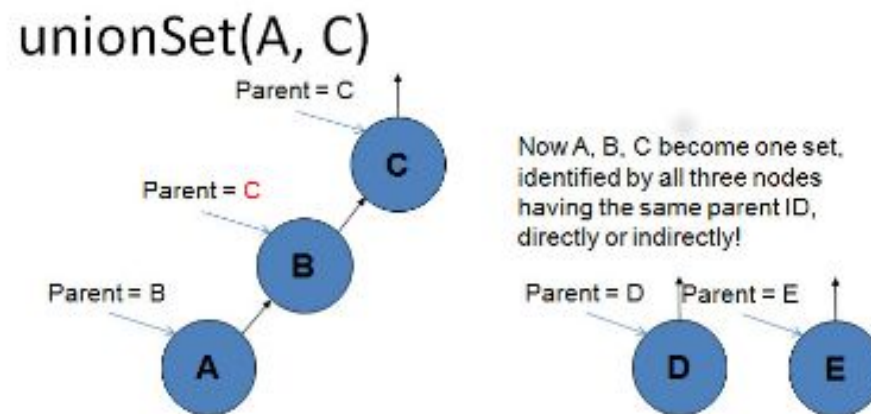 unionSet(A, C)
Parent = C
C
Parent = C
B
Parent = B
A
Now A, B, C become one set,
identified by all three nodes
having the same parent ID,
directly or indirectly!
Parent = D
D
Parent = E
E